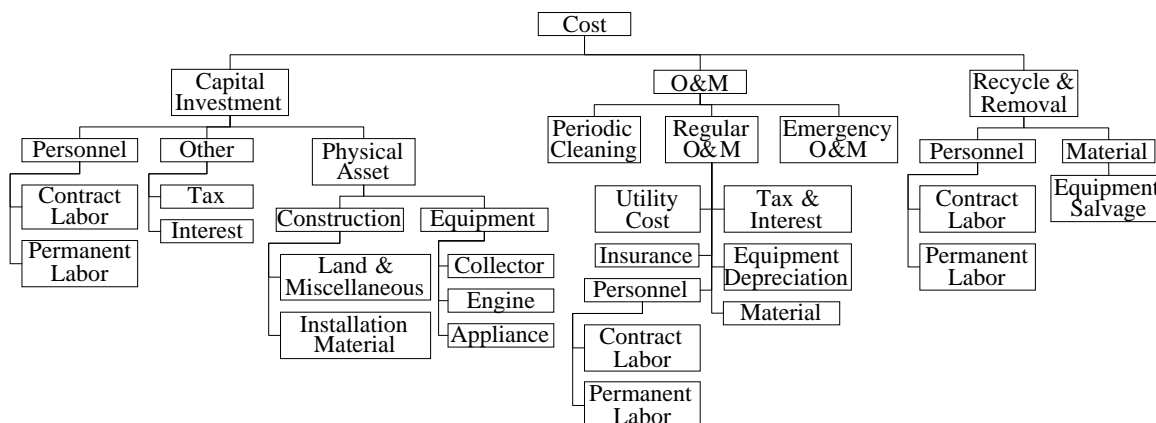 Cost
Capital
Investment
O&M
Recycle &
Removal
Personnel
Other
Physical
Asset
Periodic
Cleaning
Regular
O&M
Emergency
O&M
Personnel
Material
Contract
Labor
Permanent
Labor
Tax
Interest
Construction
Equipment
Land &
Miscellaneous
Installation
Material
Collector
Engine
Appliance
Utility
Cost
Tax &
Interest
Insurance
Equipment
Depreciation
Personnel
Material
Contract
Labor
Permanent
Labor
Contract
Labor
Permanent
Labor
Equipment
Salvage